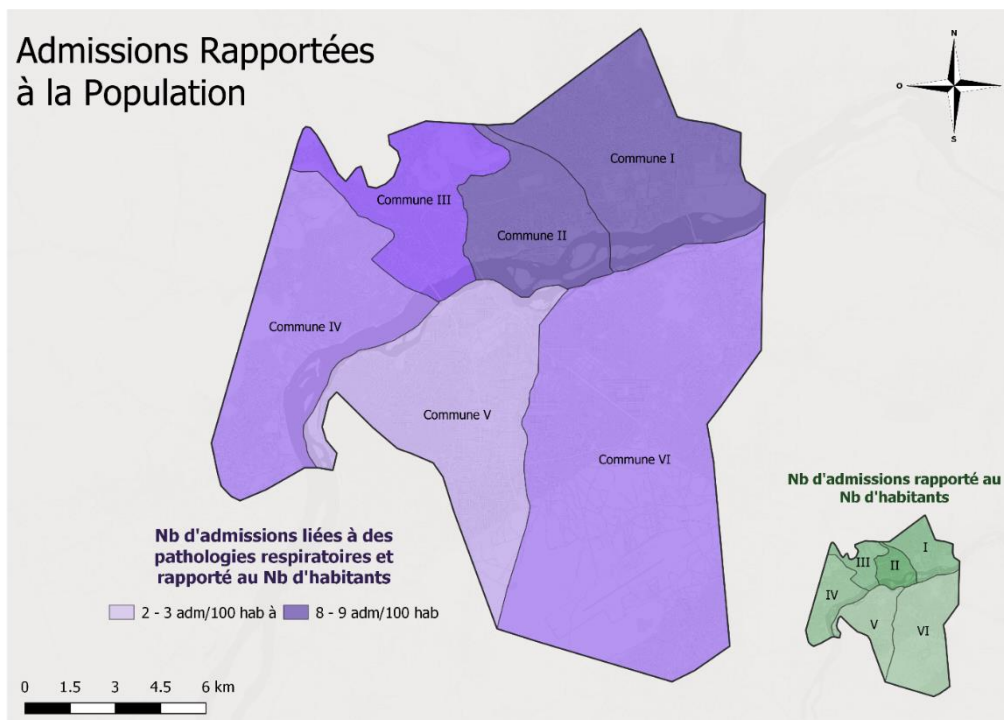 Admissions Rapportées
à la Population
N
O
S
Commune I
Commune III
Commune II
Commune IV
Commune V
Commune VI
Nb d'admissions liées à des
pathologies respiratoires et
rapporté au Nb d'habitants
2 - 3 adm/100 hab à 8 - 9 adm/100 hab
Nb d'admissions rapporté au
Nb d'habitants
I
III
II
IV
V
VI
0 1.5 3 4.5 6 km